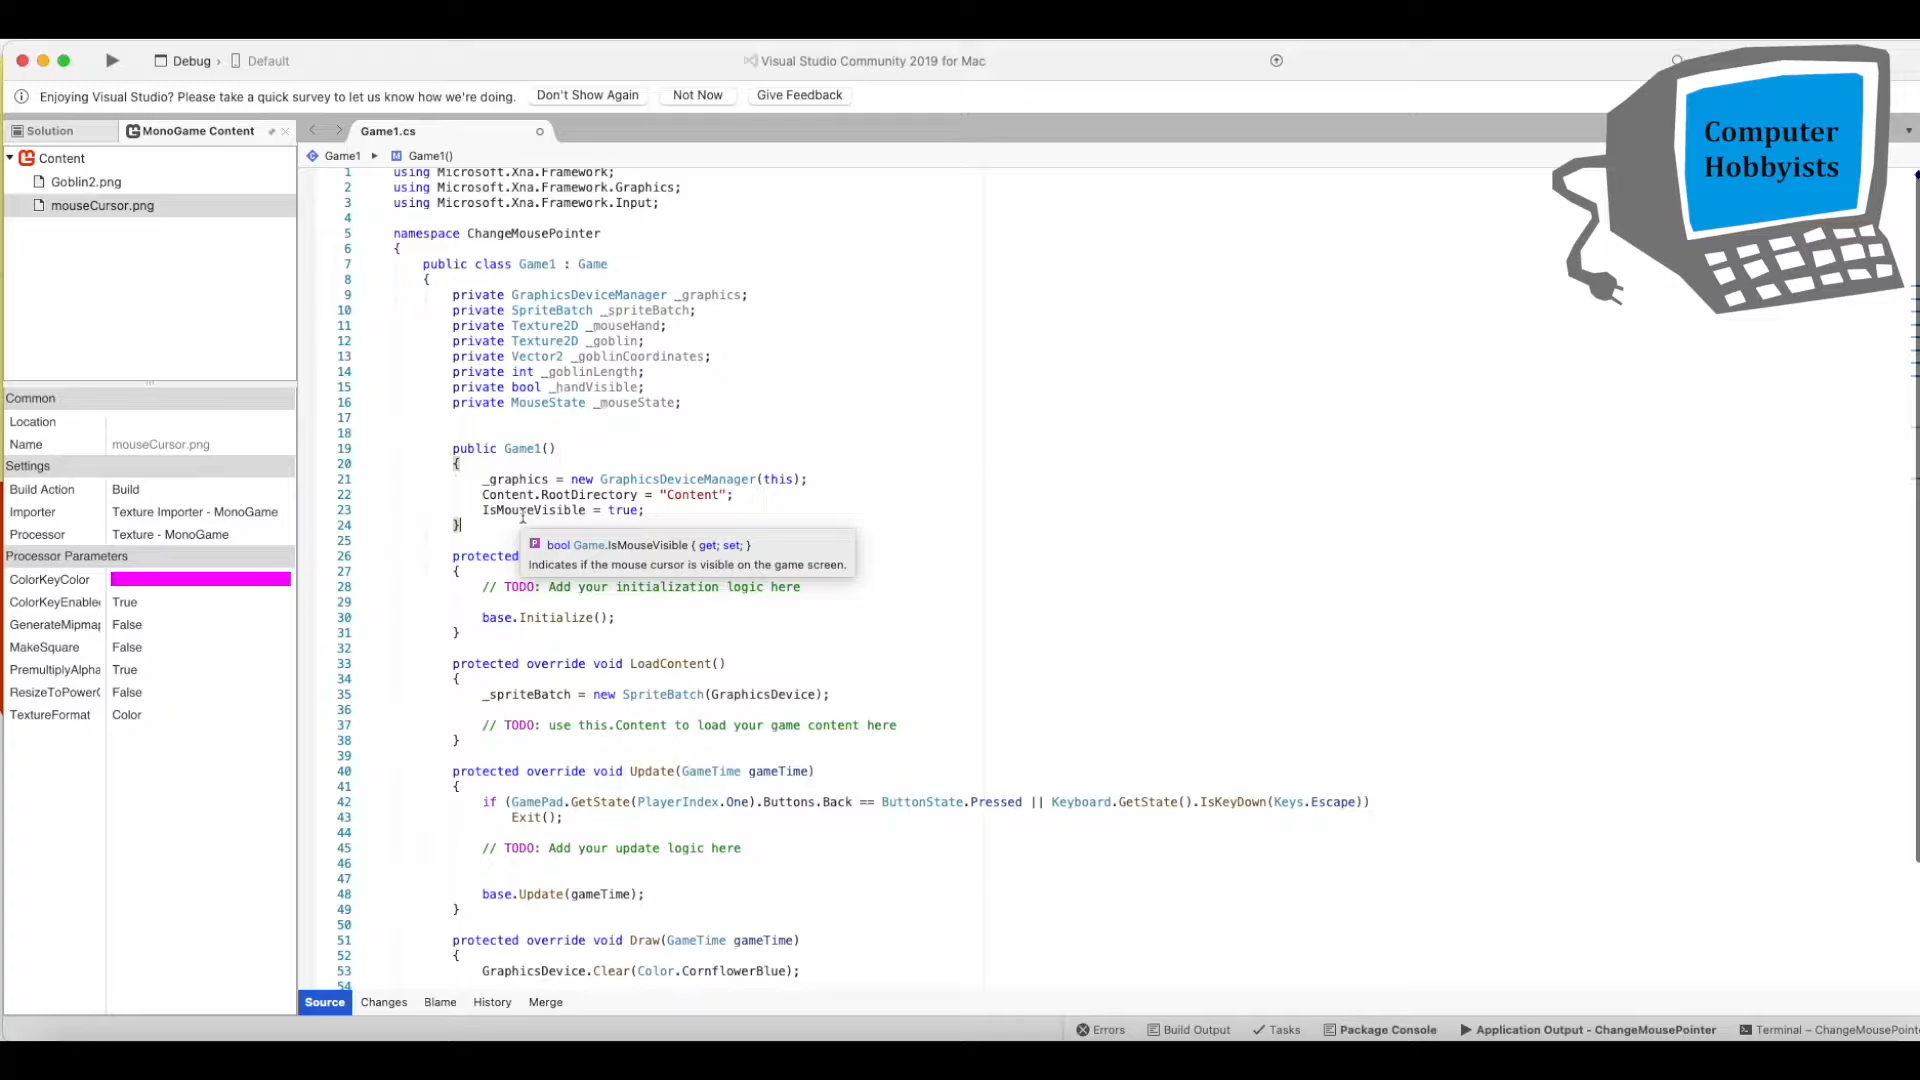 Debug › Default
Visual Studio Community 2019 for Mac
Enjoying Visual Studio? Please take a quick survey to let us know how we're doing.
Don't Show Again
Not Now
Give Feedback
Computer
Hobbyists
Solution
MonoGame Content
Game1.cs
Content
Goblin2.png
mouseCursor.png
Game1
Game1()
Common
Location
Name mouseCursor.png
Settings
Build Action Build
Importer Texture Importer - MonoGame
Processor Texture - MonoGame
Processor Parameters
ColorKeyColor
ColorKeyEnable True
GenerateMipmap False
MakeSquare False
PremultiplyAlpha True
ResizeToPower False
TextureFormat Color
1 using Microsoft.Xna.Framework;
2 using Microsoft.Xna.Framework.Graphics;
3 using Microsoft.Xna.Framework.Input;
4
5 namespace ChangeMousePointer
6 {
7 public class Game1 : Game
8 {
9 private GraphicsDeviceManager _graphics;
10 private SpriteBatch _spriteBatch;
11 private Texture2D _mouseHand;
12 private Texture2D _goblin;
13 private Vector2 _goblinCoordinates;
14 private int _goblinLength;
15 private bool _handVisible;
16 private MouseState _mouseState;
17
18
19 public Game1()
20 {
21 _graphics = new GraphicsDeviceManager(this);
22 Content.RootDirectory = "Content";
23 IsMouseVisible = true;
24 }
25
bool Game.IsMouseVisible { get; set; }
Indicates if the mouse cursor is visible on the game screen.
26 protected
27 {
28 // TODO: Add your initialization logic here
29
30 base.Initialize();
31 }
32
33 protected override void LoadContent()
34 {
35 _spriteBatch = new SpriteBatch(GraphicsDevice);
36
37 // TODO: use this.Content to load your game content here
38 }
39
40 protected override void Update(GameTime gameTime)
41 {
42 if (GamePad.GetState(PlayerIndex.One).Buttons.Back == ButtonState.Pressed || Keyboard.GetState().IsKeyDown(Keys.Escape))
43 Exit();
44
45 // TODO: Add your update logic here
46
47
48 base.Update(gameTime);
49 }
50
51 protected override void Draw(GameTime gameTime)
52 {
53 GraphicsDevice.Clear(Color.CornflowerBlue);
54
Source Changes Blame History Merge
Errors Build Output Tasks Package Console Application Output - ChangeMousePointer Terminal – ChangeMousePointe